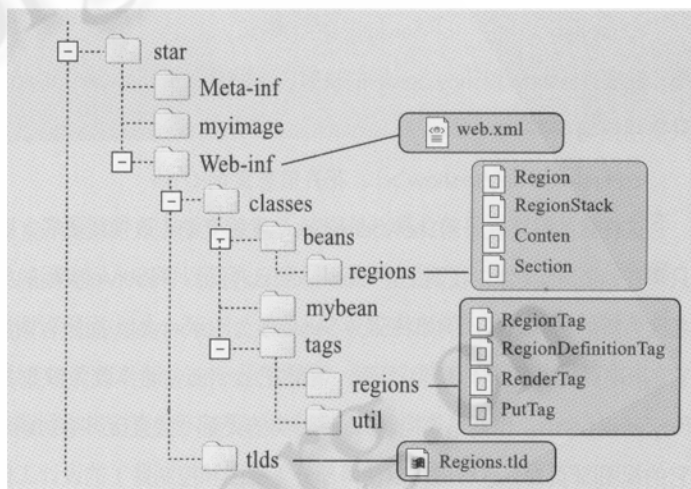 star
Meta-inf
myimage
Web-inf
web.xml
classes
beans
regions
Region
RegionStack
Conten
Section
mybean
tags
regions
util
RegionTag
RegionDefinitionTag
RenderTag
PutTag
tlds
Regions.tld